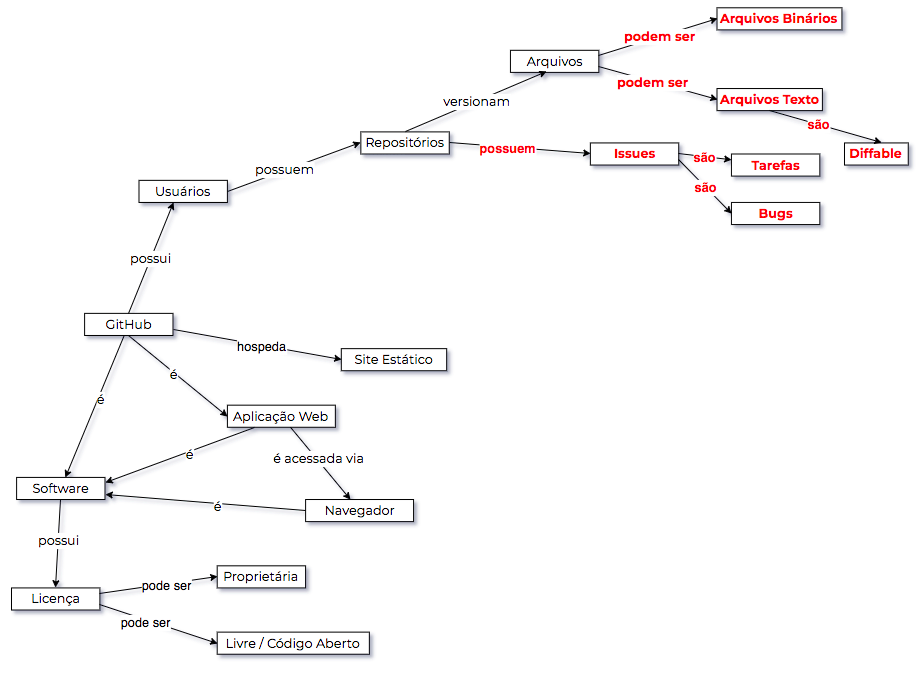 Arquivos Binários
podem ser
Arquivos
podem ser
Arquivos Texto
versionam
são
Repositórios
possuem
Issues
são
Diffable
Tarefas
possuem
são
Usuários
Bugs
possui
GitHub
hospeda
Site Estático
é
é
Aplicação Web
é
é acessada via
Software
é
Navegador
possui
Proprietária
pode ser
Licença
pode ser
Livre / Código Aberto